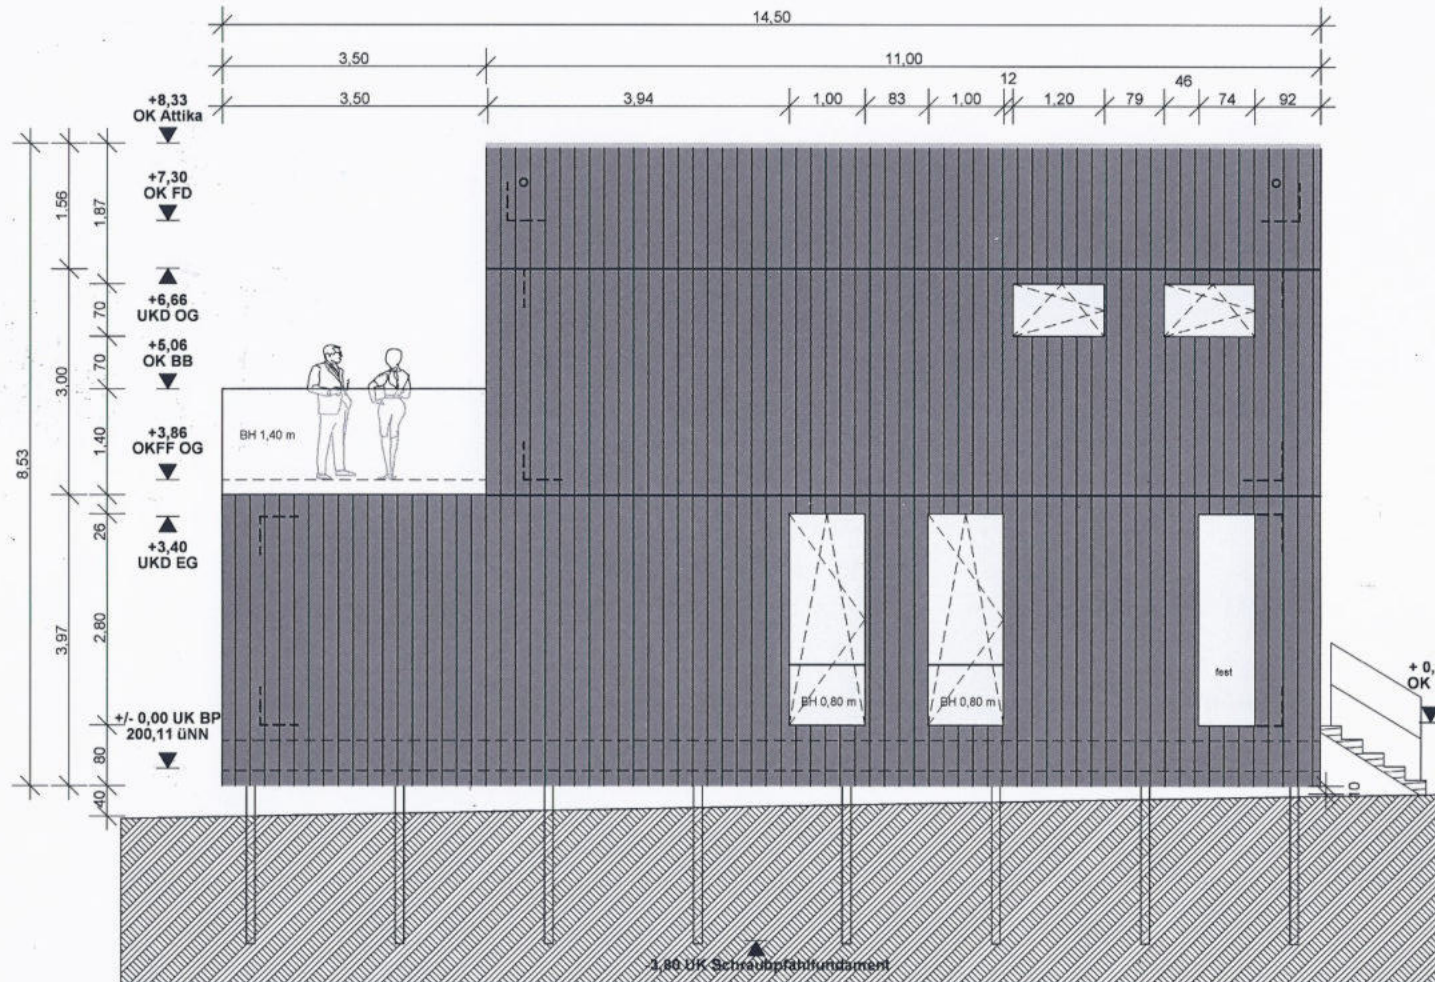 14,50
3,50
11,00
12
46
3,50
3,94
1,00
83
1,00
1,20
79
74
92
+8,33
OK Attika
+7,30
OK FD
+6,66
UKD OG
+5,06
OK BB
+3,86
OKFF OG
+3,40
UKD EG
+/- 0,00 UK BP
200,11 üNN
8,53
1,56
3,00
3,97
1,87
70
70
1,40
26
2,80
80
40
BH 1,40 m
BH 0,80 m
BH 0,80 m
fest
+ 0,
OK
10
-3,80 UK Schraubpfahlfundament